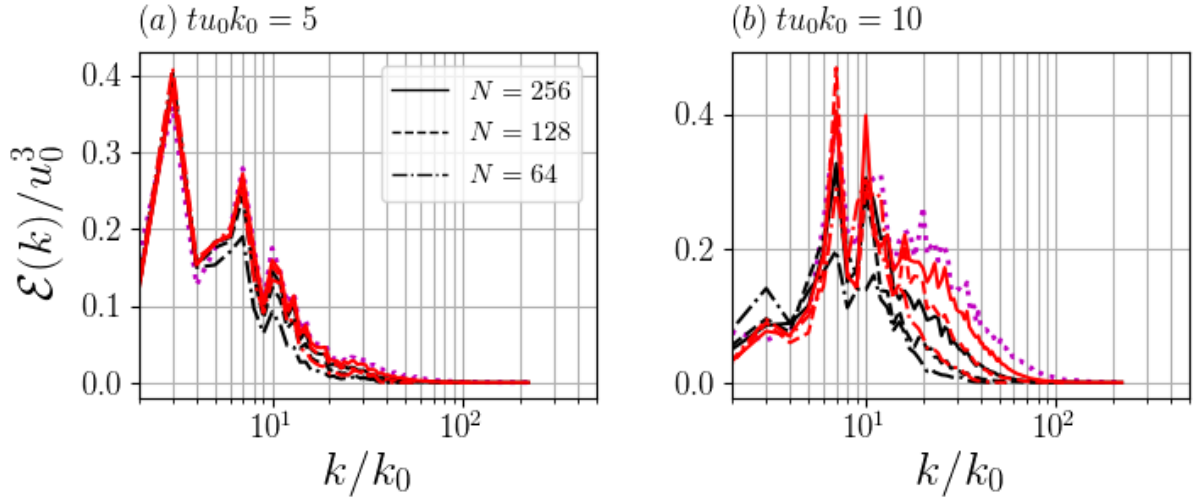 (a) tu₀k₀ = 5
(b) tu₀k₀ = 10
ℰ(k)/u₀³
0.4
0.3
0.2
0.1
0.0
N = 256
N = 128
N = 64
10¹
10²
k/k₀
0.4
0.2
0.0
10¹
10²
k/k₀